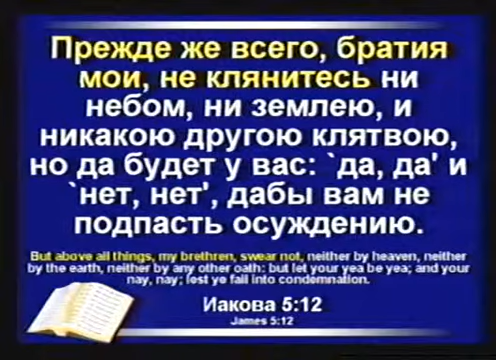 Прежде же всего, братия
мои, не клянитесь ни
небом, ни землею, и
никакою другою клятвою,
но да будет у вас: `да, да' и
`нет, нет', дабы вам не
подпасть осуждению.
But above all things, my brethren, swear not, neither by heaven, neither
by the earth, neither by any other oath: but let your yea be yea; and your
nay, nay; lest ye fall into condemnation.
Иакова 5:12
James 5:12